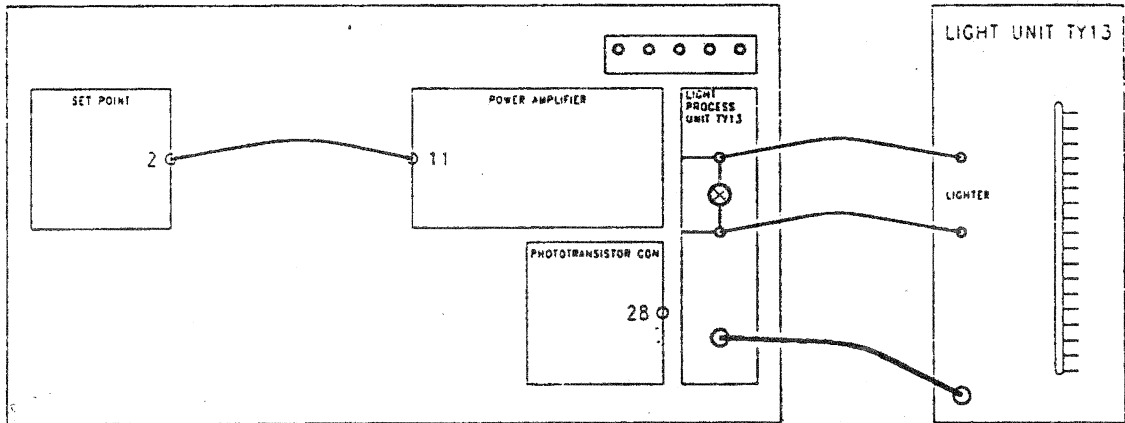 LIGHT UNIT TY13
SET POINT
POWER AMPLIFIER
LIGHT
PROCESS
UNIT TY13
2
11
LIGHTER
PHOTOTRANSISTOR CON
28